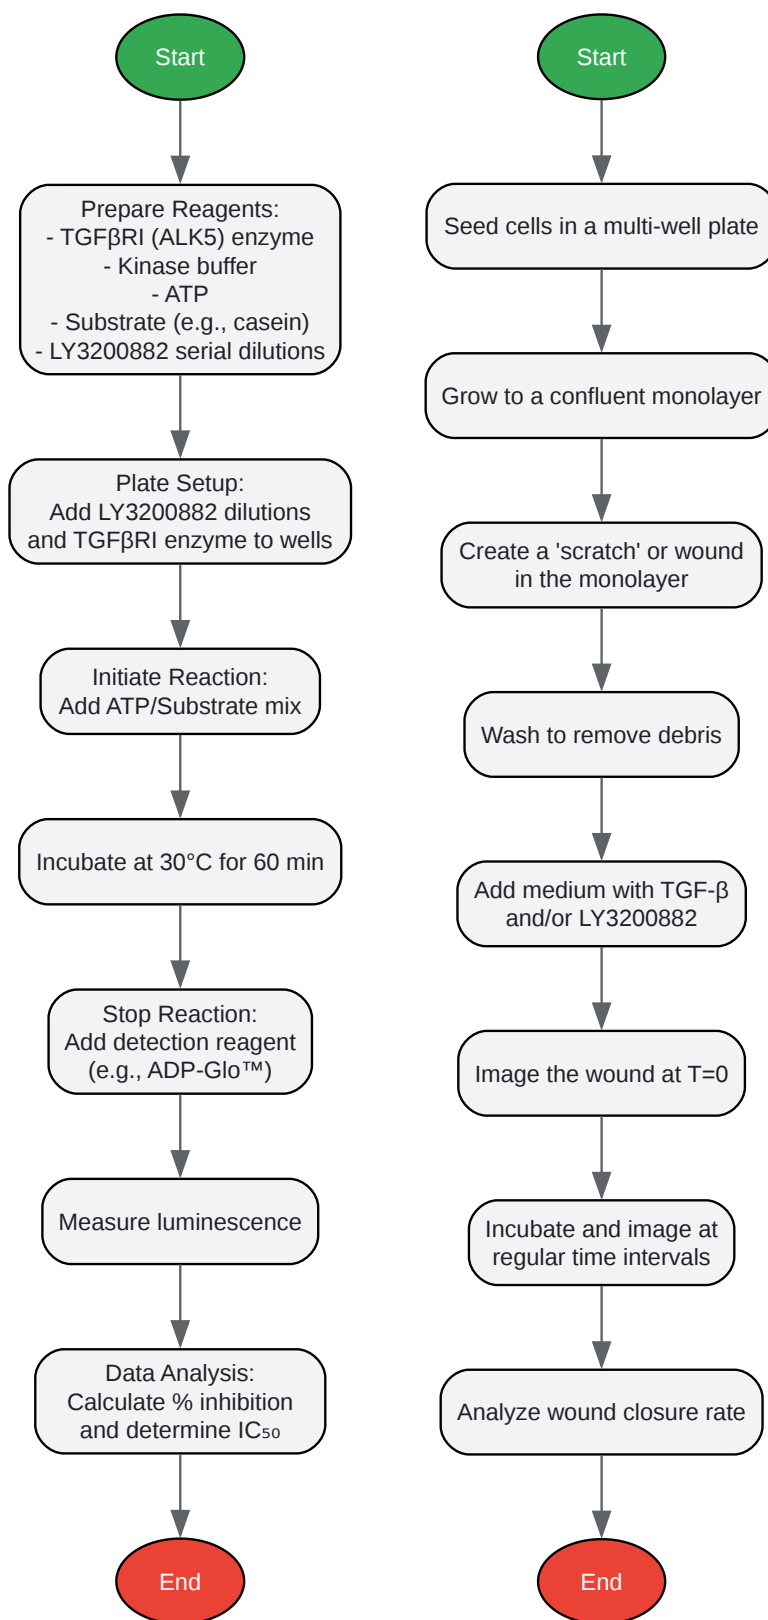 Start
Prepare Reagents:
- TGFβRI (ALK5) enzyme
- Kinase buffer
- ATP
- Substrate (e.g., casein)
- LY3200882 serial dilutions
Plate Setup:
Add LY3200882 dilutions
and TGFβRI enzyme to wells
Initiate Reaction:
Add ATP/Substrate mix
Incubate at 30°C for 60 min
Stop Reaction:
Add detection reagent
(e.g., ADP-Glo™)
Measure luminescence
Data Analysis:
Calculate % inhibition
and determine IC₅₀
End
Start
Seed cells in a multi-well plate
Grow to a confluent monolayer
Create a 'scratch' or wound
in the monolayer
Wash to remove debris
Add medium with TGF-β
and/or LY3200882
Image the wound at T=0
Incubate and image at
regular time intervals
Analyze wound closure rate
End